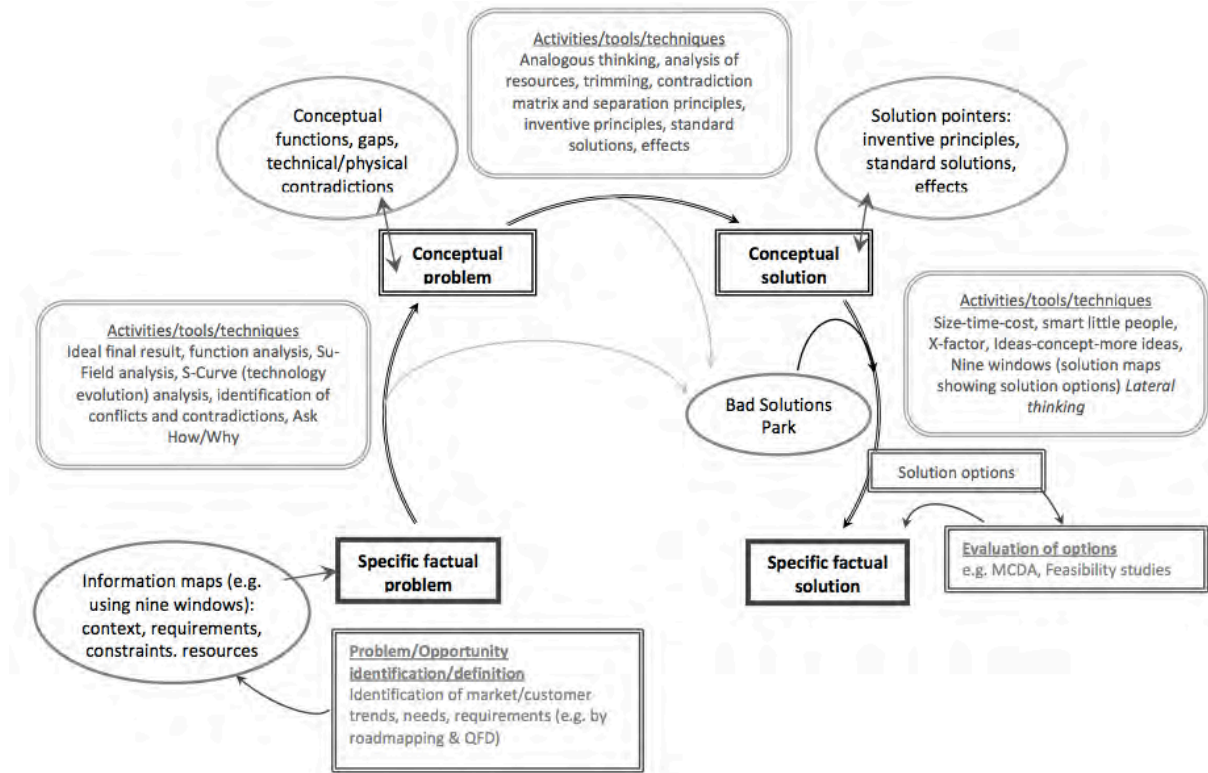 Activities/tools/techniques
Analogous thinking, analysis of
resources, trimming, contradiction
matrix and separation principles,
inventive principles, standard
solutions, effects
Conceptual
functions, gaps,
technical/physical
contradictions
Solution pointers:
inventive principles,
standard solutions,
effects
Conceptual
problem
Conceptual
solution
Activities/tools/techniques
Ideal final result, function analysis, Su-
Field analysis, S-Curve (technology
evolution) analysis, identification of
conflicts and contradictions, Ask
How/Why
Activities/tools/techniques
Size-time-cost, smart little people,
X-factor, Ideas-concept-more ideas,
Nine windows (solution maps
showing solution options) Lateral
thinking
Bad Solutions
Park
Solution options
Specific factual
problem
Specific factual
solution
Evaluation of options
e.g. MCDA, Feasibility studies
Information maps (e.g.
using nine windows):
context, requirements,
constraints. resources
Problem/Opportunity
identification/definition
Identification of market/customer
trends, needs, requirements (e.g. by
roadmapping & QFD)